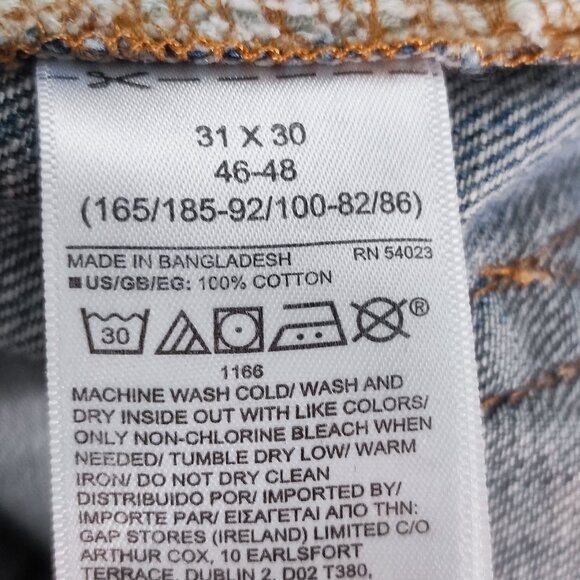 31 X 30
46-48
(165/185-92/100-82/86)
MADE IN BANGLADESH RN 54023
US/GB/EG: 100% COTTON
30 ®
1166
MACHINE WASH COLD/ WASH AND
DRY INSIDE OUT WITH LIKE COLORS/
ONLY NON-CHLORINE BLEACH WHEN
NEEDED/ TUMBLE DRY LOW/ WARM
IRON/ DO NOT DRY CLEAN
DISTRIBUIDO POR/ IMPORTED BY/
IMPORTE PAR/ ΕΙΣΑΓΕΤΑΙ ΑΠΟ ΤΗΝ:
GAP STORES (IRELAND) LIMITED C/O
ARTHUR COX, 10 EARLSFORT
TERRACE, DUBLIN 2, D02 T380,